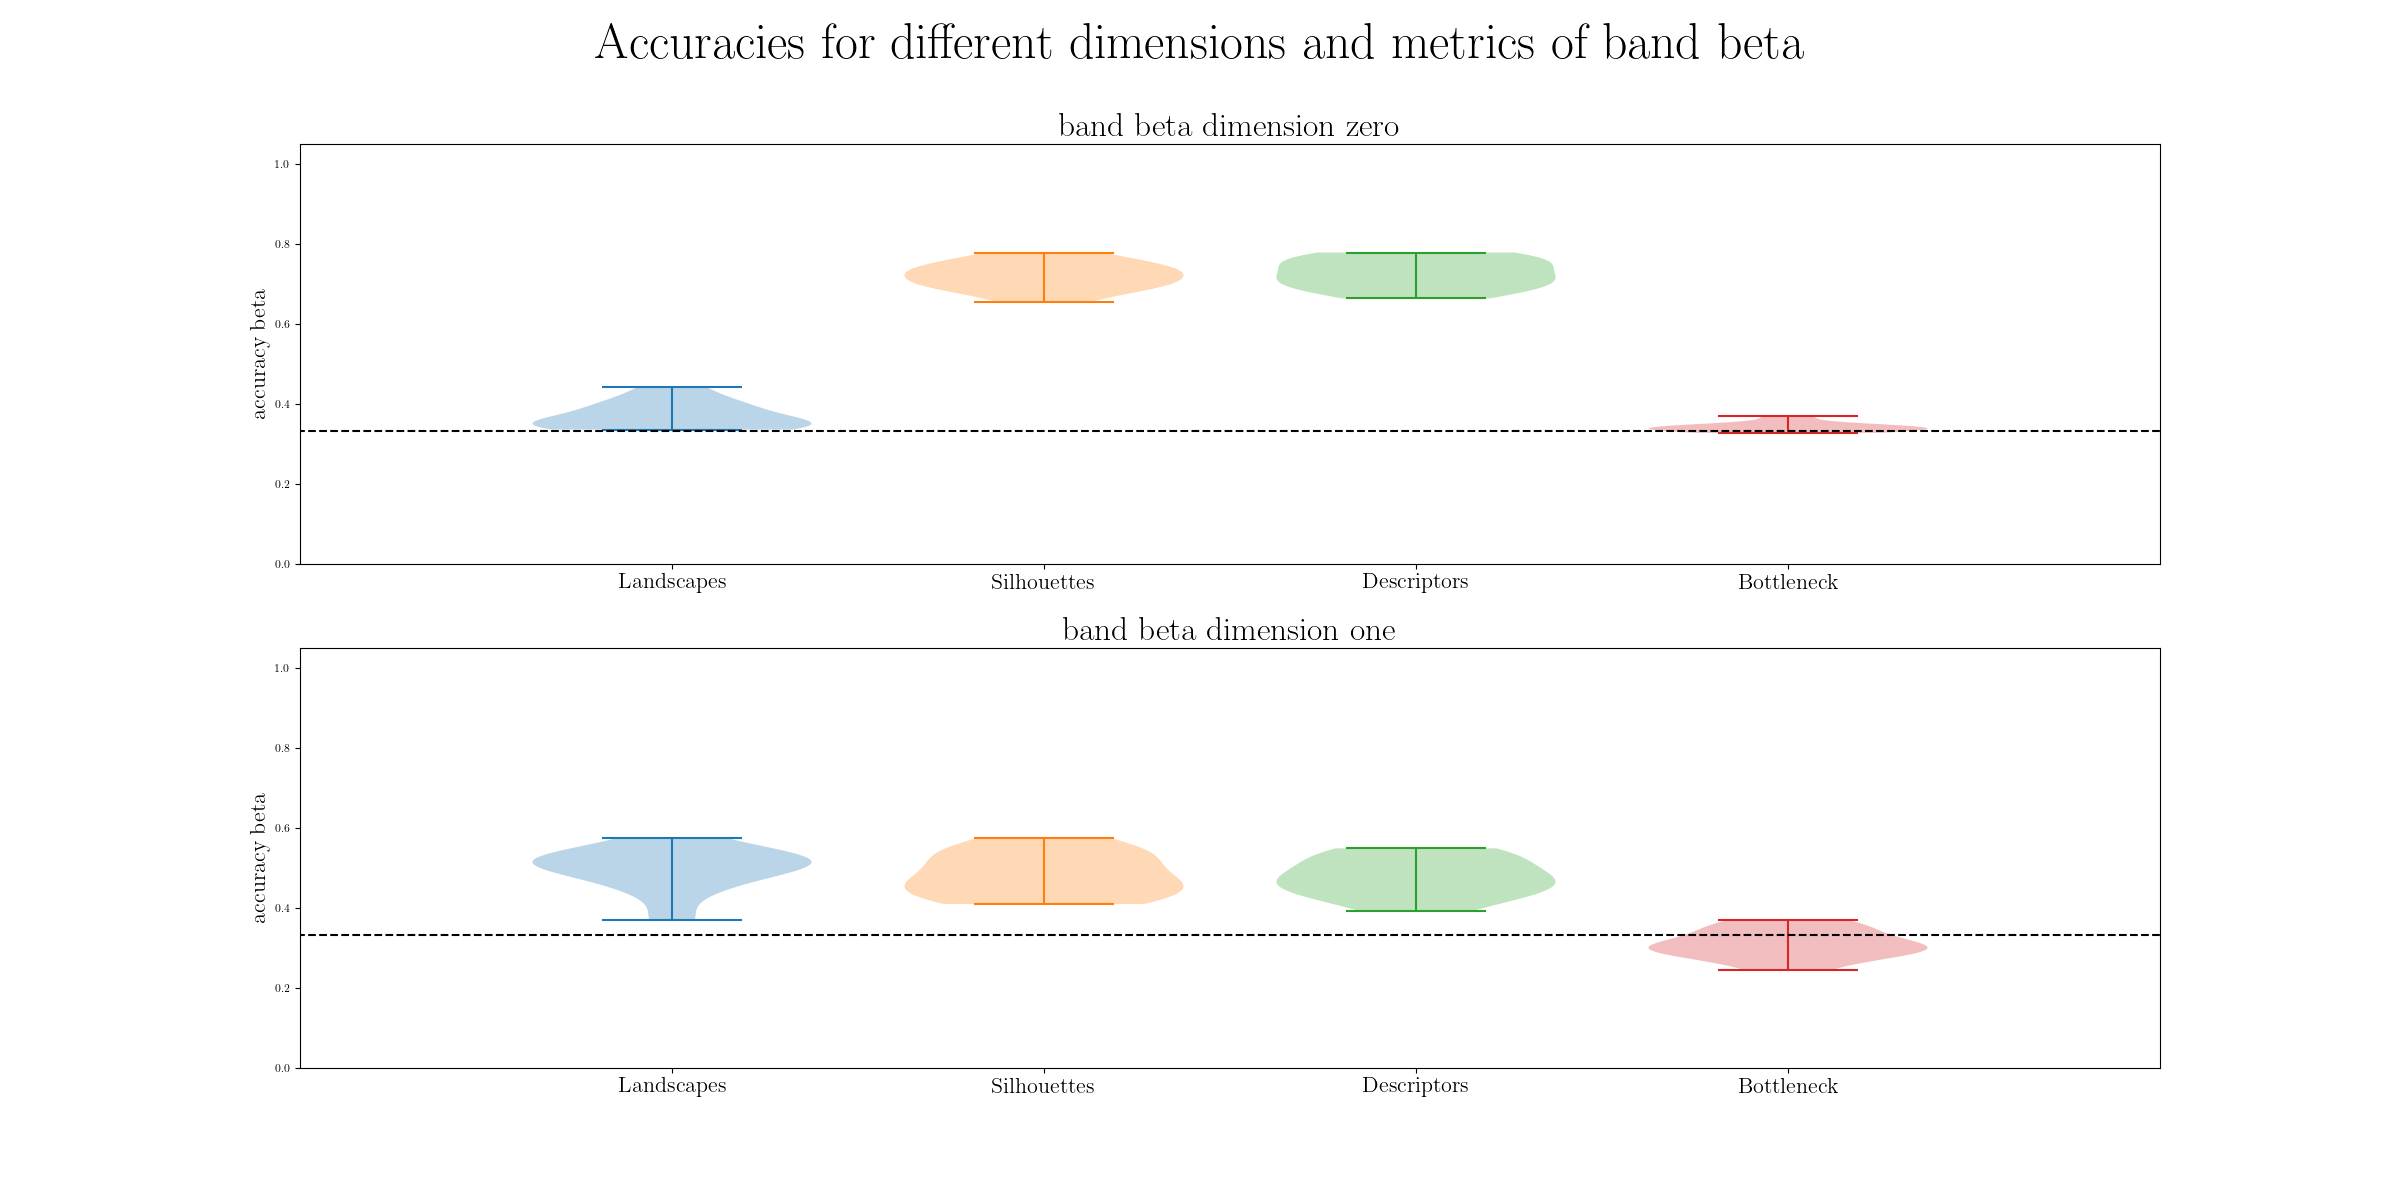 Accuracies for different dimensions and metrics of band beta
band beta dimension zero
accuracy beta
1.0
0.8
0.6
0.4
0.2
0.0
Landscapes Silhouettes Descriptors Bottleneck
band beta dimension one
accuracy beta
1.0
0.8
0.6
0.4
0.2
0.0
Landscapes Silhouettes Descriptors Bottleneck